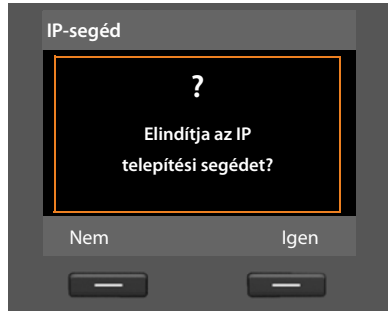 IP-segéd
?
Elindítja az IP
telepítési segédet?
Nem Igen